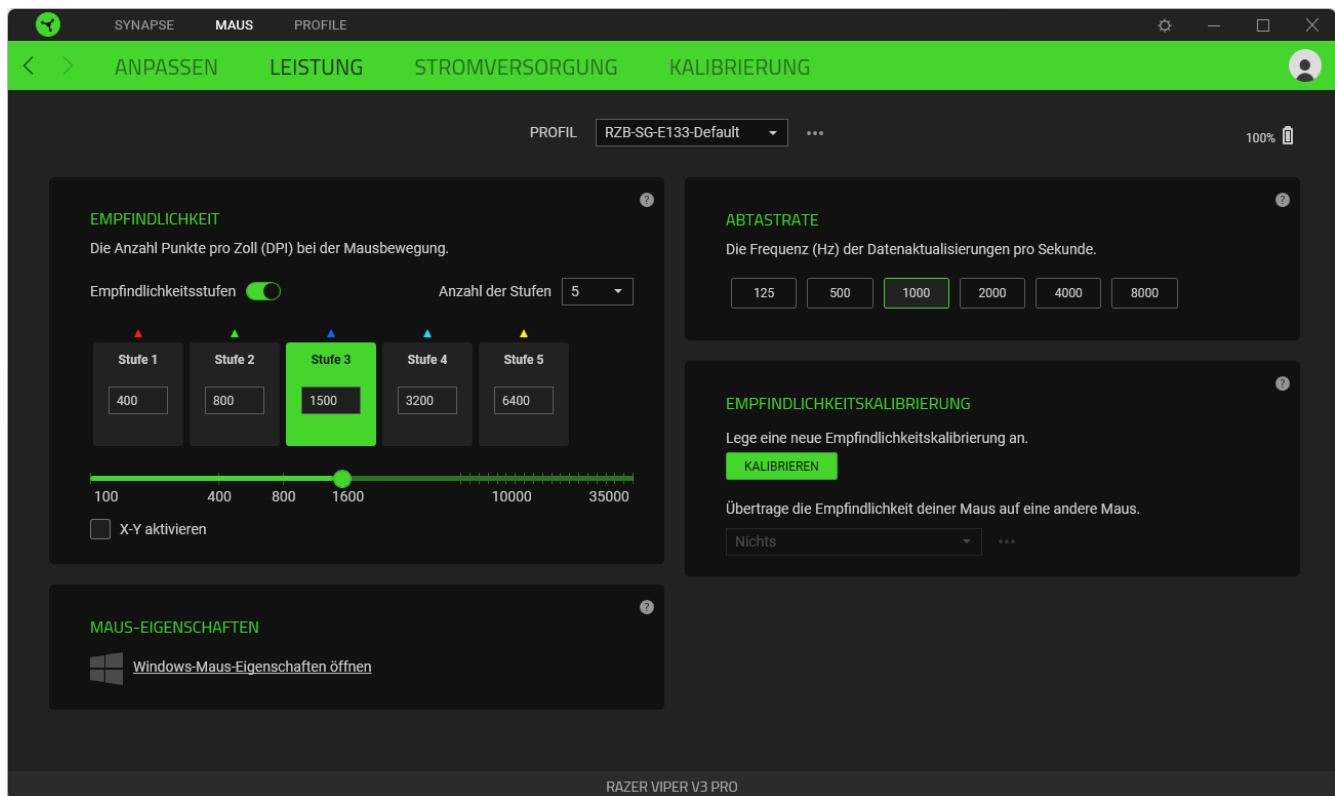 SYNAPSE MAUS PROFILE
ANPASSEN LEISTUNG STROMVERSORGUNG KALIBRIERUNG
PROFIL RZB-SG-E133-Default
100%
EMPFINDLICHKEIT
Die Anzahl Punkte pro Zoll (DPI) bei der Mausbewegung.
Empfindlichkeitsstufen Anzahl der Stufen 5
Stufe 1 Stufe 2 Stufe 3 Stufe 4 Stufe 5
400 800 1500 3200 6400
100 400 800 1600 10000 35000
X-Y aktivieren
MAUS-EIGENSCHAFTEN
Windows-Maus-Eigenschaften öffnen
ABTASTRATE
Die Frequenz (Hz) der Datenaktualisierungen pro Sekunde.
125 500 1000 2000 4000 8000
EMPFINDLICHKEITSKALIBRIERUNG
Lege eine neue Empfindlichkeitskalibrierung an.
KALIBRIEREN
Übertrage die Empfindlichkeit deiner Maus auf eine andere Maus.
Nichts
RAZER VIPER V3 PRO